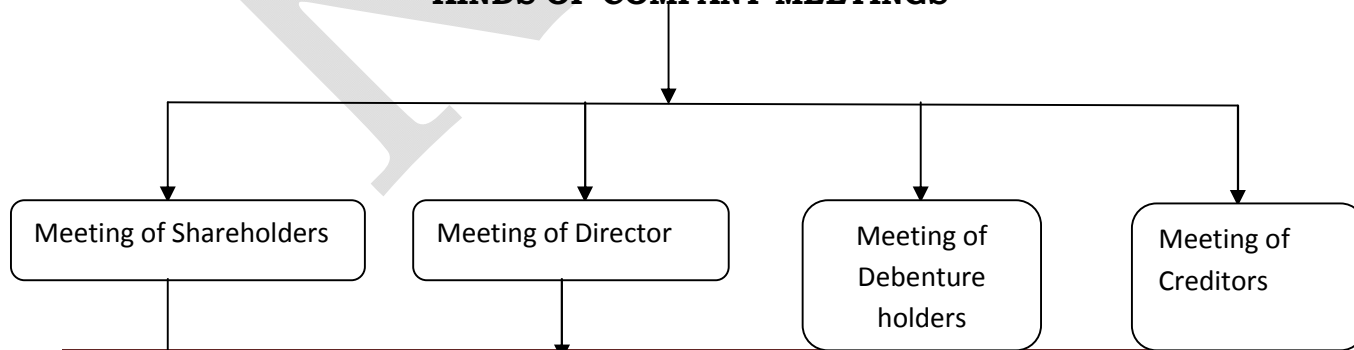 KINDS OF COMPANY MEETINGS
Meeting of Shareholders
Meeting of Director
Meeting of
Debenture
holders
Meeting of
Creditors